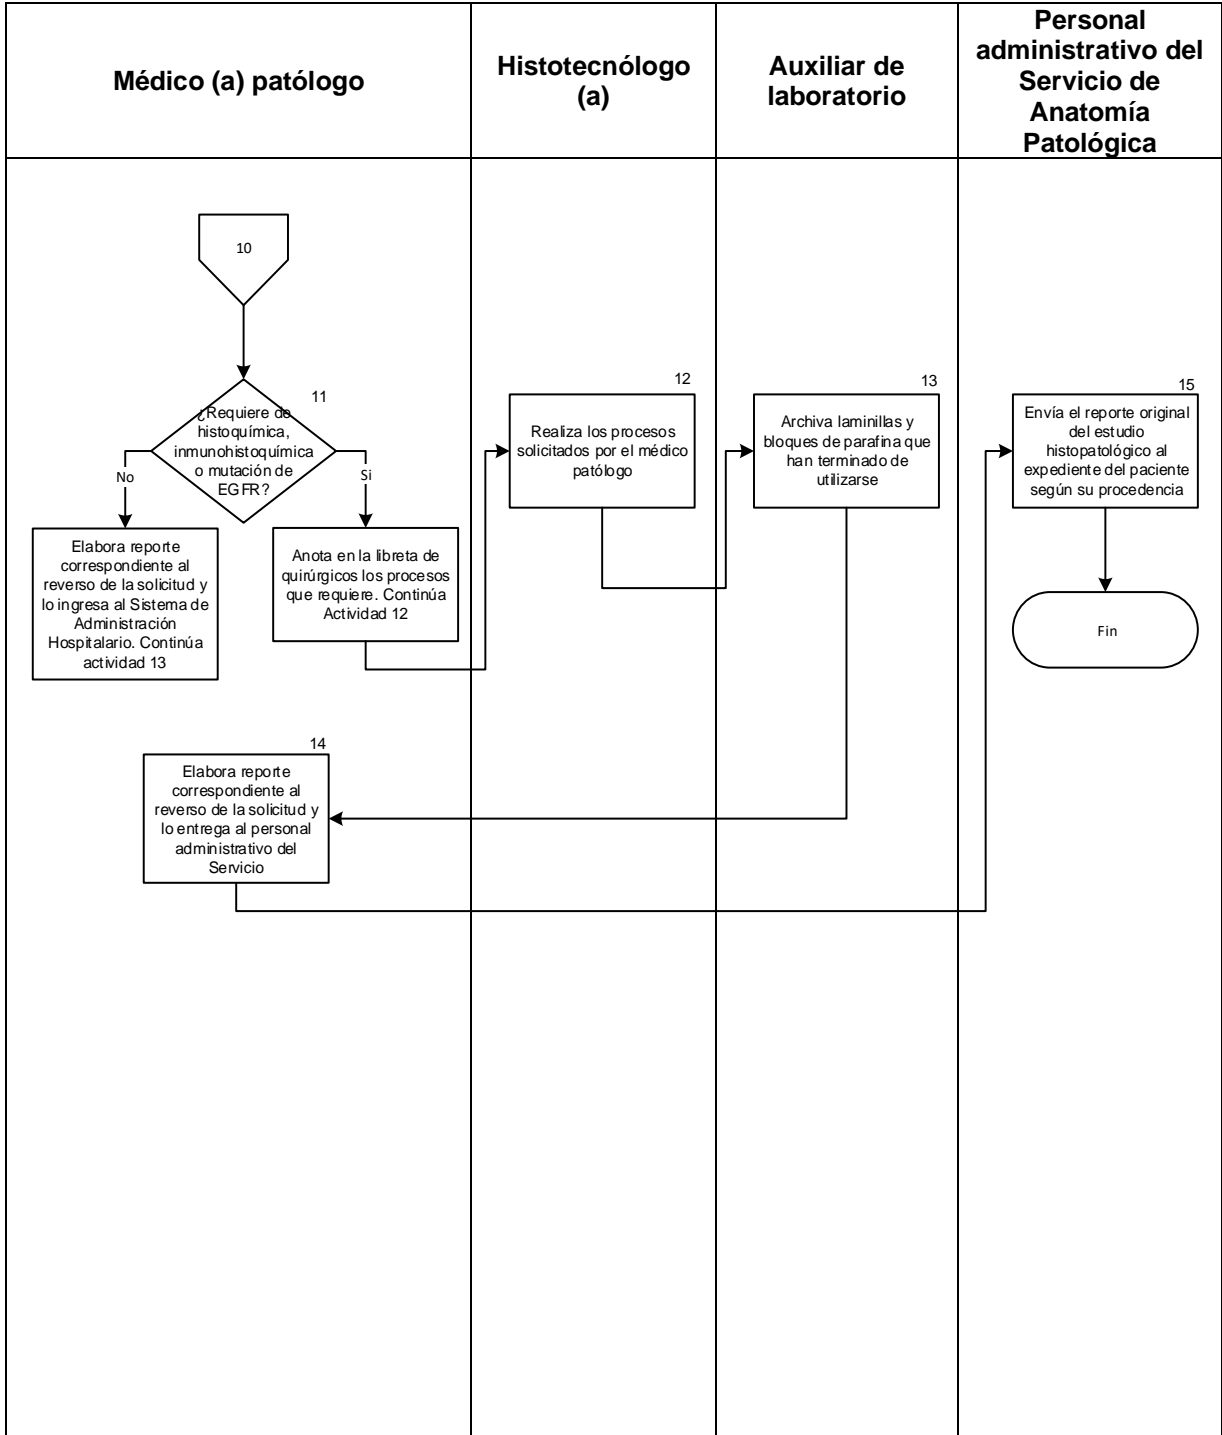 Médico (a) patólogo
Histotecnólogo
(a)
Auxiliar de
laboratorio
Personal
administrativo del
Servicio de
Anatomía
Patológica
10
11
¿Requiere de
histoquímica,
inmunohistoquímica
o mutación de
EGFR?
No
Si
Elabora reporte
correspondiente al
reverso de la solicitud y
lo ingresa al Sistema de
Administración
Hospitalario. Continúa
actividad 13
Anota en la libreta de
quirúrgicos los procesos
que requiere. Continúa
Actividad 12
12
Realiza los procesos
solicitados por el médico
patólogo
13
Archiva laminillas y
bloques de parafina que
han terminado de
utilizarse
14
Elabora reporte
correspondiente al
reverso de la solicitud y
lo entrega al personal
administrativo del
Servicio
15
Envía el reporte original
del estudio
histopatológico al
expediente del paciente
según su procedencia
Fin